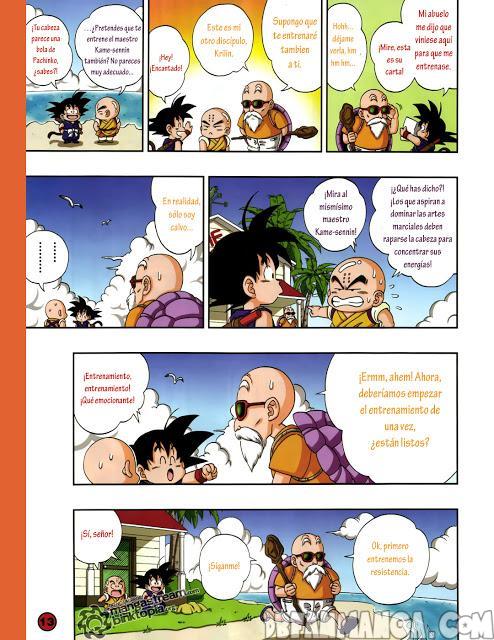 Mi abuelo
me dijo que
viniese aquí
para que me
entrenase.
¡Mire, esta
es su
carta!
Hohh...
déjame
verla, hm
hm hm...
Supongo que
te entrenaré
tambien
a ti.
Este es mi
otro discípulo,
Krilin.
¡Hey!
¡Encantado!
...¿Pretendes que te
entrene el maestro
Kame-sennin
también? No pareces
muy adecuado...
¡Tu cabeza
parece una
bola de
Pachinko,
¿sabes?!
¡¿Qué has dicho?!
¡Los que aspiran a
dominar las artes
marciales deben
raparse la cabeza para
concentrar sus
energías!
¡Mira al
mismísimo
maestro
Kame-sennin!
En realidad,
sólo soy
calvo...
¡Ermm, ahem! Ahora,
deberíamos empezar
el entrenamiento de
una vez,
¿están listos?
¡Entrenamiento,
entrenamiento!
¡Qué emocionante!
Ok, primero
entrenemos la
resistencia.
¡Síganme!
¡Sí, señor!
mangastream.com
binktopia
13